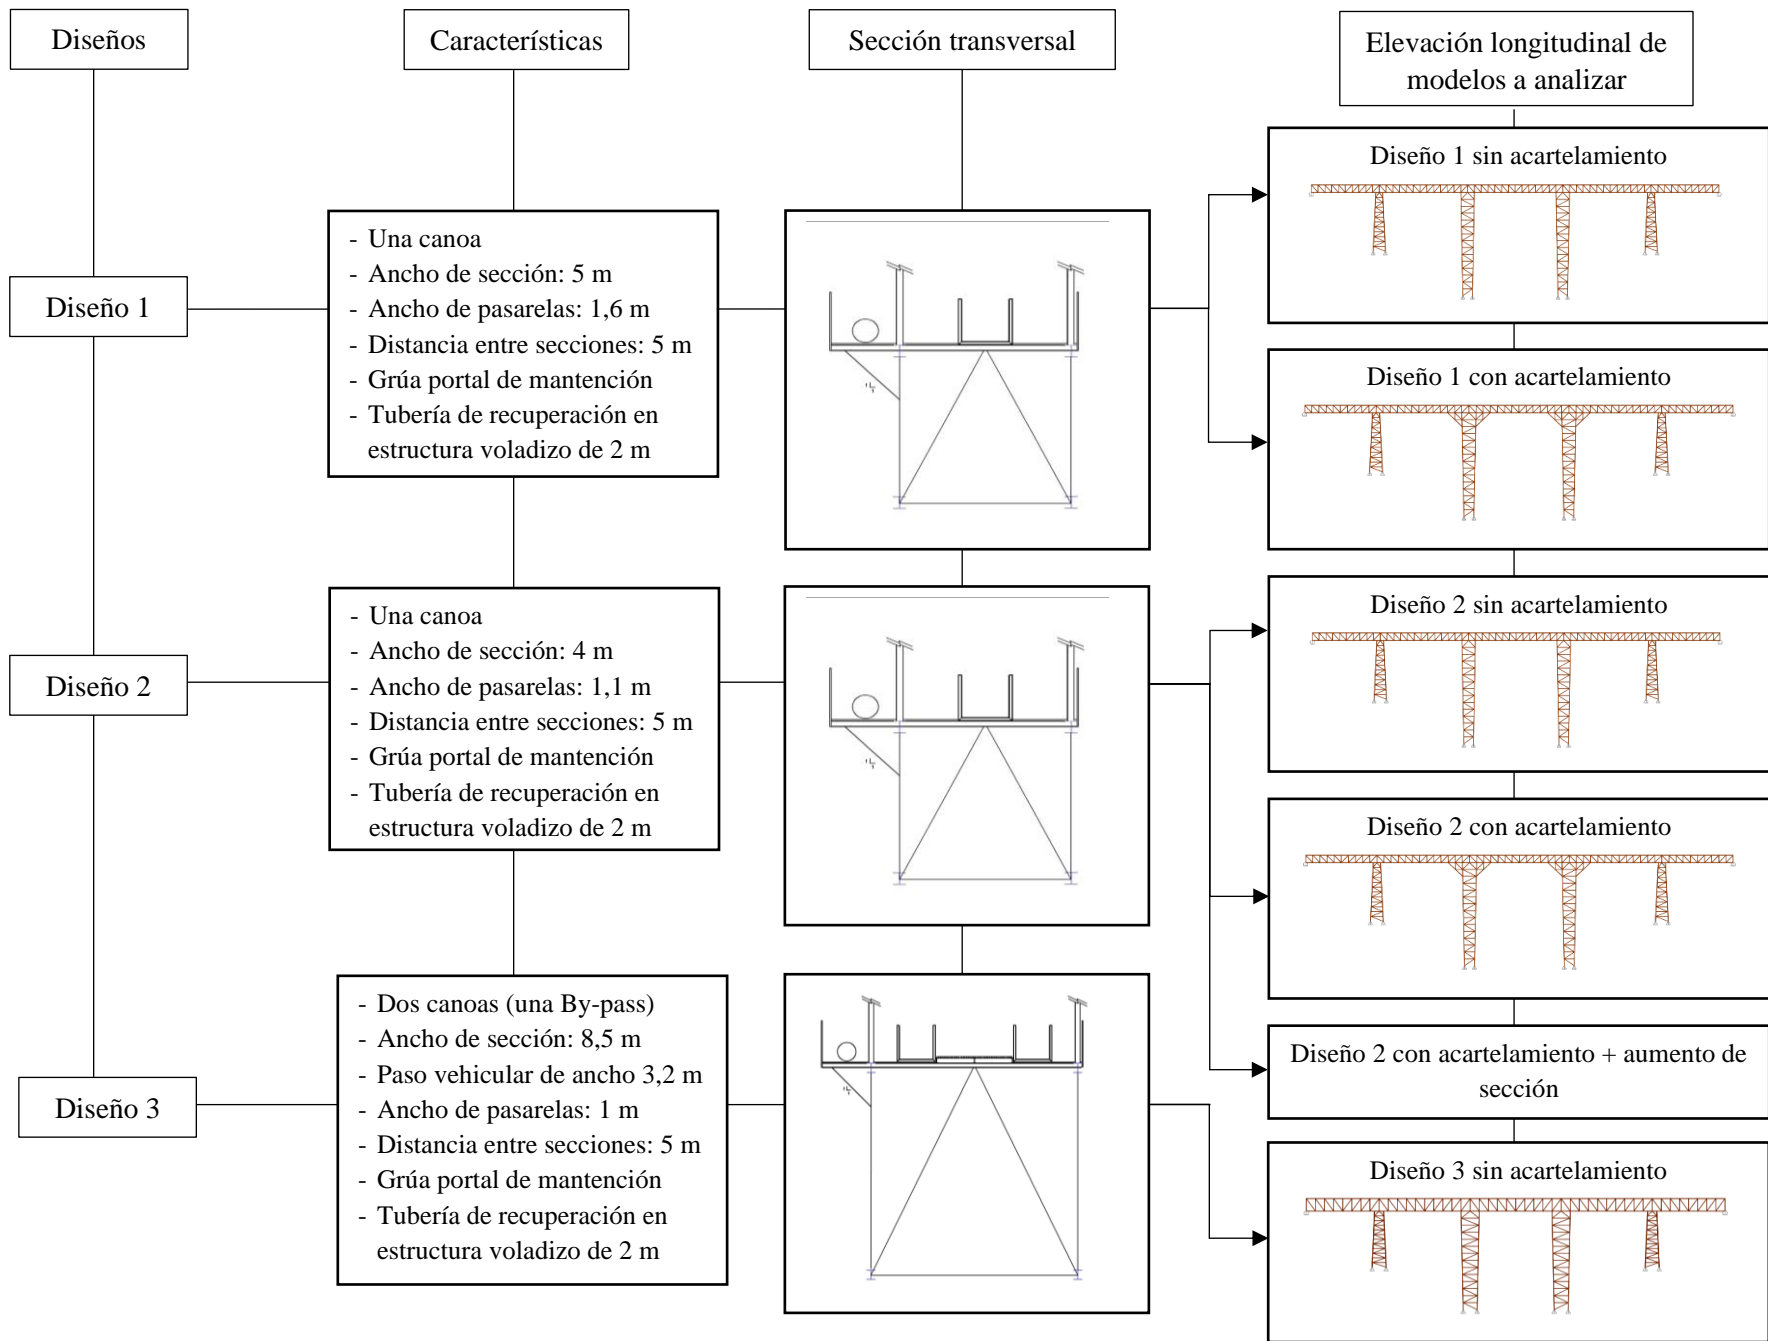 Diseños
Características
Sección transversal
Elevación longitudinal de
modelos a analizar
Diseño 1
- Una canoa
- Ancho de sección: 5 m
- Ancho de pasarelas: 1,6 m
- Distancia entre secciones: 5 m
- Grúa portal de mantención
- Tubería de recuperación en
estructura voladizo de 2 m
Diseño 1 sin acartelamiento
Diseño 1 con acartelamiento
Diseño 2
- Una canoa
- Ancho de sección: 4 m
- Ancho de pasarelas: 1,1 m
- Distancia entre secciones: 5 m
- Grúa portal de mantención
- Tubería de recuperación en
estructura voladizo de 2 m
Diseño 2 sin acartelamiento
Diseño 2 con acartelamiento
Diseño 2 con acartelamiento + aumento de
sección
Diseño 3
- Dos canoas (una By-pass)
- Ancho de sección: 8,5 m
- Paso vehicular de ancho 3,2 m
- Ancho de pasarelas: 1 m
- Distancia entre secciones: 5 m
- Grúa portal de mantención
- Tubería de recuperación en
estructura voladizo de 2 m
Diseño 3 sin acartelamiento